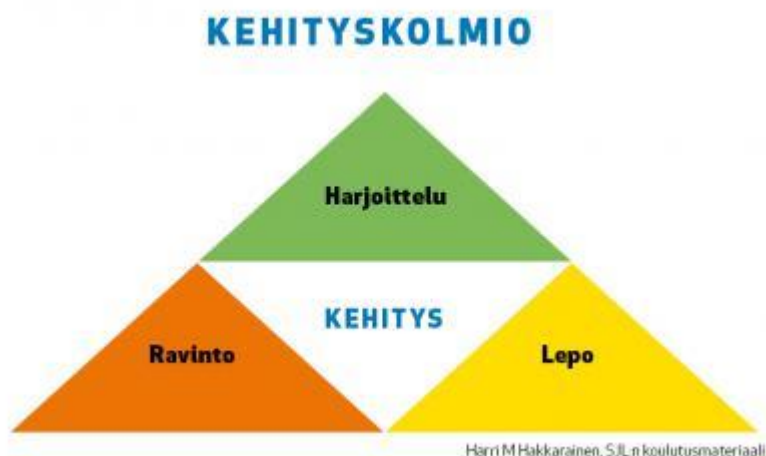 KEHITYSKOLMIO
Harjoittelu
KEHITYS
Ravinto
Lepo
Harri M Hakkarainen, SJL:n koulutusmateriaali